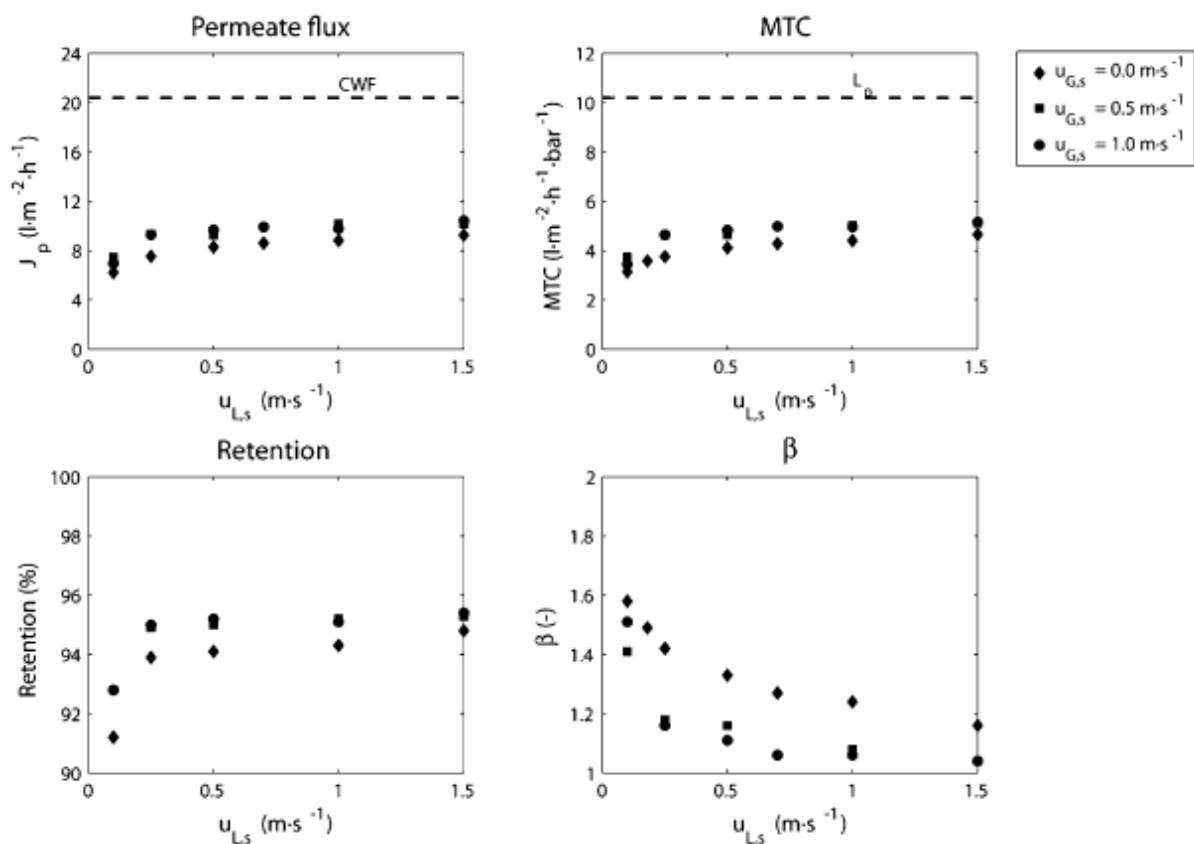 Permeate flux
24
20
16
12
8
4
0
CWF
J_p (l·m^-2·h^-1)
0 0.5 1 1.5
u_L,s (m·s^-1)
MTC
12
10
8
6
4
2
0
L_p
MTC (l·m^-2·h^-1·bar^-1)
0 0.5 1 1.5
u_L,s (m·s^-1)
u_G,s = 0.0 m·s^-1
u_G,s = 0.5 m·s^-1
u_G,s = 1.0 m·s^-1
Retention
100
98
96
94
92
90
Retention (%)
0 0.5 1 1.5
u_L,s (m·s^-1)
β
2
1.8
1.6
1.4
1.2
1
β (-)
0 0.5 1 1.5
u_L,s (m·s^-1)